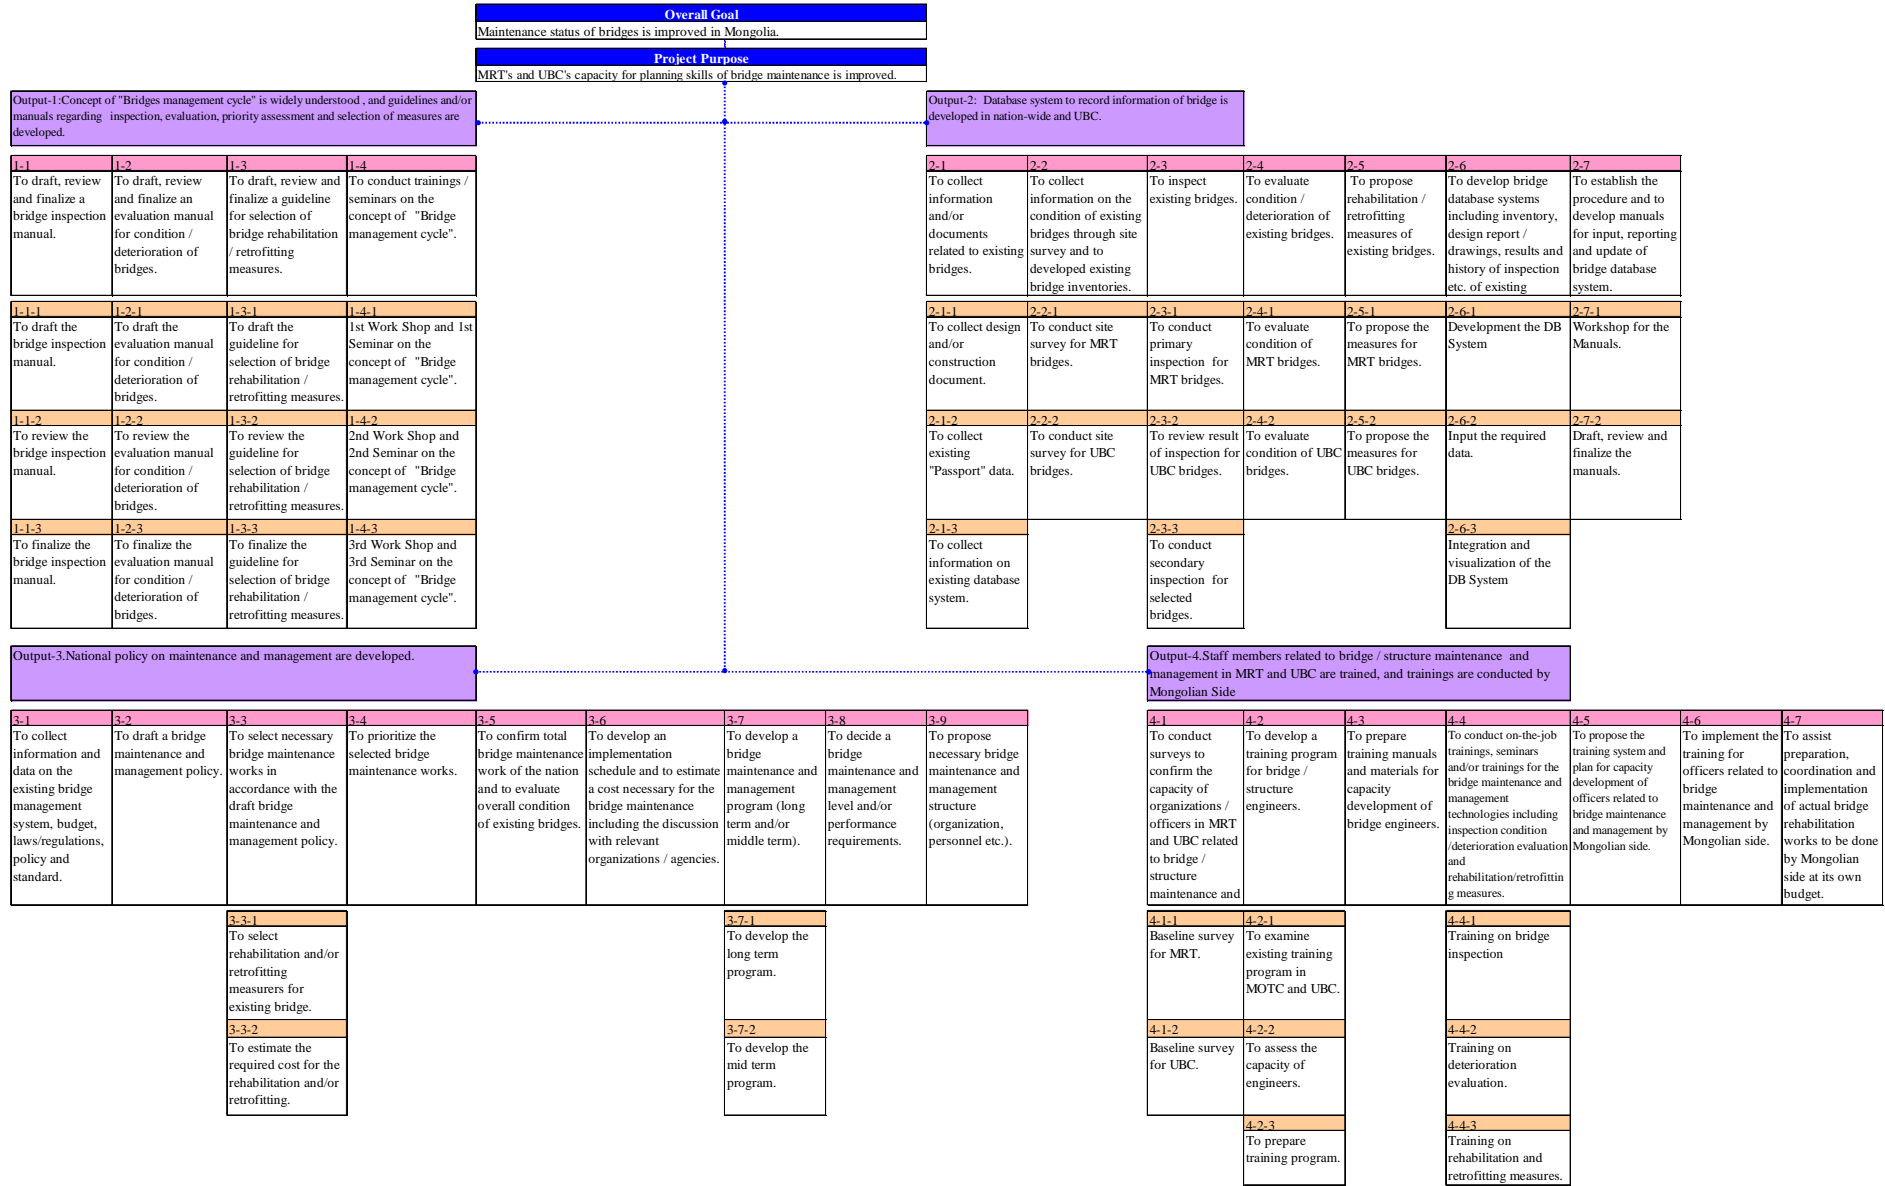 Overall Goal
Maintenance status of bridges is improved in Mongolia.
Project Purpose
MRT's and UBC's capacity for planning skills of bridge maintenance is improved.
Output-1:Concept of "Bridges management cycle" is widely understood , and guidelines and/or
manuals regarding inspection, evaluation, priority assessment and selection of measures are
developed.
Output-2: Database system to record information of bridge is
developed in nation-wide and UBC.
1-1
To draft, review
and finalize a
bridge inspection
manual.
1-2
To draft, review
and finalize an
evaluation manual
for condition /
deterioration of
bridges.
1-3
To draft, review and
finalize a guideline
for selection of
bridge rehabilitation
/ retrofitting
measures.
1-4
To conduct trainings /
seminars on the
concept of "Bridge
management cycle".
2-1
To collect
information
and/or
documents
related to existing
bridges.
2-2
To collect
information on the
condition of existing
bridges through site
survey and to
developed existing
bridge inventories.
2-3
To inspect
existing bridges.
2-4
To evaluate
condition /
deterioration of
existing bridges.
2-5
To propose
rehabilitation /
retrofitting
measures of
existing bridges.
2-6
To develop bridge
database systems
including inventory,
design report /
drawings, results and
history of inspection
etc. of existing
2-7
To establish the
procedure and to
develop manuals
for input, reporting
and update of
bridge database
system.
1-1-1
To draft the
bridge inspection
manual.
1-2-1
To draft the
evaluation manual
for condition /
deterioration of
bridges.
1-3-1
To draft the
guideline for
selection of bridge
rehabilitation /
retrofitting measures.
1-4-1
1st Work Shop and 1st
Seminar on the
concept of "Bridge
management cycle".
2-1-1
To collect design
and/or
construction
document.
2-2-1
To conduct site
survey for MRT
bridges.
2-3-1
To conduct
primary
inspection for
MRT bridges.
2-4-1
To evaluate
condition of
MRT bridges.
2-5-1
To propose the
measures for
MRT bridges.
2-6-1
Development the DB
System
2-7-1
Workshop for the
Manuals.
1-1-2
To review the
bridge inspection
manual.
1-2-2
To review the
evaluation manual
for condition /
deterioration of
bridges.
1-3-2
To review the
guideline for
selection of bridge
rehabilitation /
retrofitting measures.
1-4-2
2nd Work Shop and
2nd Seminar on the
concept of "Bridge
management cycle".
2-1-2
To collect
existing
"Passport" data.
2-2-2
To conduct site
survey for UBC
bridges.
2-3-2
To review result
of inspection for
UBC bridges.
2-4-2
To evaluate
condition of UBC
bridges.
2-5-2
To propose the
measures for
UBC bridges.
2-6-2
Input the required
data.
2-7-2
Draft, review and
finalize the
manuals.
1-1-3
To finalize the
bridge inspection
manual.
1-2-3
To finalize the
evaluation manual
for condition /
deterioration of
bridges.
1-3-3
To finalize the
guideline for
selection of bridge
rehabilitation /
retrofitting measures.
1-4-3
3rd Work Shop and
3rd Seminar on the
concept of "Bridge
management cycle".
2-1-3
To collect
information on
existing database
system.
2-3-3
To conduct
secondary
inspection for
selected
bridges.
2-6-3
Integration and
visualization of the
DB System
Output-3.National policy on maintenance and management are developed.
Output-4.Staff members related to bridge / structure maintenance and
management in MRT and UBC are trained, and trainings are conducted by
Mongolian Side
3-1
To collect
information and
data on the
existing bridge
management
system, budget,
laws/regulations,
policy and
standard.
3-2
To draft a bridge
maintenance and
management policy.
3-3
To select necessary
bridge maintenance
works in
accordance with the
draft bridge
maintenance and
management policy.
3-4
To prioritize the
selected bridge
maintenance works.
3-5
To confirm total
bridge maintenance
work of the nation
and to evaluate
overall condition
of existing bridges.
3-6
To develop an
implementation
schedule and to estimate
a cost necessary for the
bridge maintenance
including the discussion
with relevant
organizations / agencies.
3-7
To develop a
bridge
maintenance and
management
program (long
term and/or
middle term).
3-8
To decide a
bridge
maintenance and
management
level and/or
performance
requirements.
3-9
To propose
necessary bridge
maintenance and
management
structure
(organization,
personnel etc.).
4-1
To conduct
surveys to
confirm the
capacity of
organizations /
officers in MRT
and UBC related
to bridge /
structure
maintenance and
4-2
To develop a
training program
for bridge /
structure
engineers.
4-3
To prepare
training manuals
and materials for
capacity
development of
bridge engineers.
4-4
To conduct on-the-job
trainings, seminars
and/or trainings for the
bridge maintenance and
management
technologies including
inspection condition
/deterioration evaluation
and
rehabilitation/retrofittin
g measures.
4-5
To propose the
training system and
plan for capacity
development of
officers related to
bridge maintenance
and management by
Mongolian side.
4-6
To implement the
training for
officers related to
bridge
maintenance and
management by
Mongolian side.
4-7
To assist
preparation,
coordination and
implementation
of actual bridge
rehabilitation
works to be done
by Mongolian
side at its own
budget.
3-3-1
To select
rehabilitation and/or
retrofitting
measurers for
existing bridge.
3-7-1
To develop the
long term
program.
4-1-1
Baseline survey
for MRT.
4-2-1
To examine
existing training
program in
MOTC and UBC.
4-4-1
Training on bridge
inspection
3-3-2
To estimate the
required cost for the
rehabilitation and/or
retrofitting.
3-7-2
To develop the
mid term
program.
4-1-2
Baseline survey
for UBC.
4-2-2
To assess the
capacity of
engineers.
4-4-2
Training on
deterioration
evaluation.
4-2-3
To prepare
training program.
4-4-3
Training on
rehabilitation and
retrofitting measures.